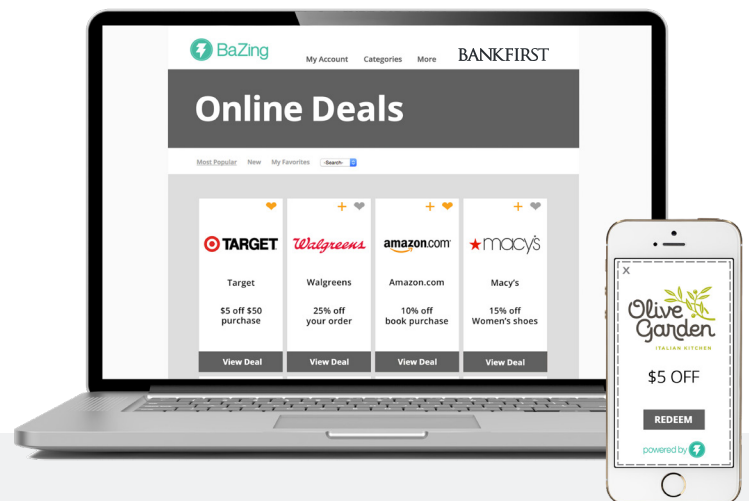 BaZing
My Account Categories More
BANKFIRST
Online Deals
Most Popular New My Favorites -Search-
TARGET
Walgreens
amazon.com
macy's
Target
Walgreens
Amazon.com
Macy's
$5 off $50
purchase
25% off
your order
10% off
book purchase
15% off
Women's shoes
View Deal
View Deal
View Deal
View Deal
X
Olive
Garden
ITALIAN KITCHEN
$5 OFF
REDEEM
powered by